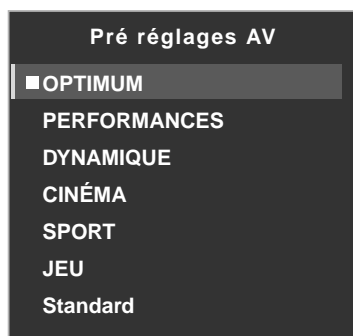 Pré réglages AV
OPTIMUM
PERFORMANCES
DYNAMIQUE
CINÉMA
SPORT
JEU
Standard